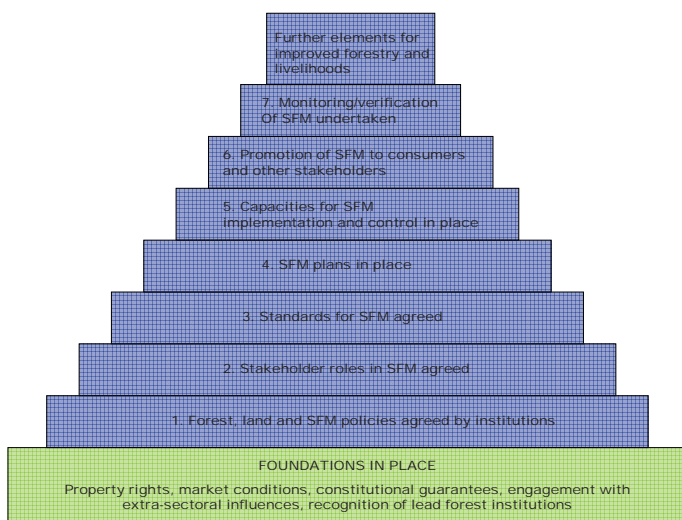 Further elements for
improved forestry and
livelihoods
7. Monitoring/verification
Of SFM undertaken
6. Promotion of SFM to consumers
and other stakeholders
5. Capacities for SFM
implementation and control in place
4. SFM plans in place
3. Standards for SFM agreed
2. Stakeholder roles in SFM agreed
1. Forest, land and SFM policies agreed by institutions
FOUNDATIONS IN PLACE
Property rights, market conditions, constitutional guarantees, engagement with
extra-sectoral influences, recognition of lead forest institutions